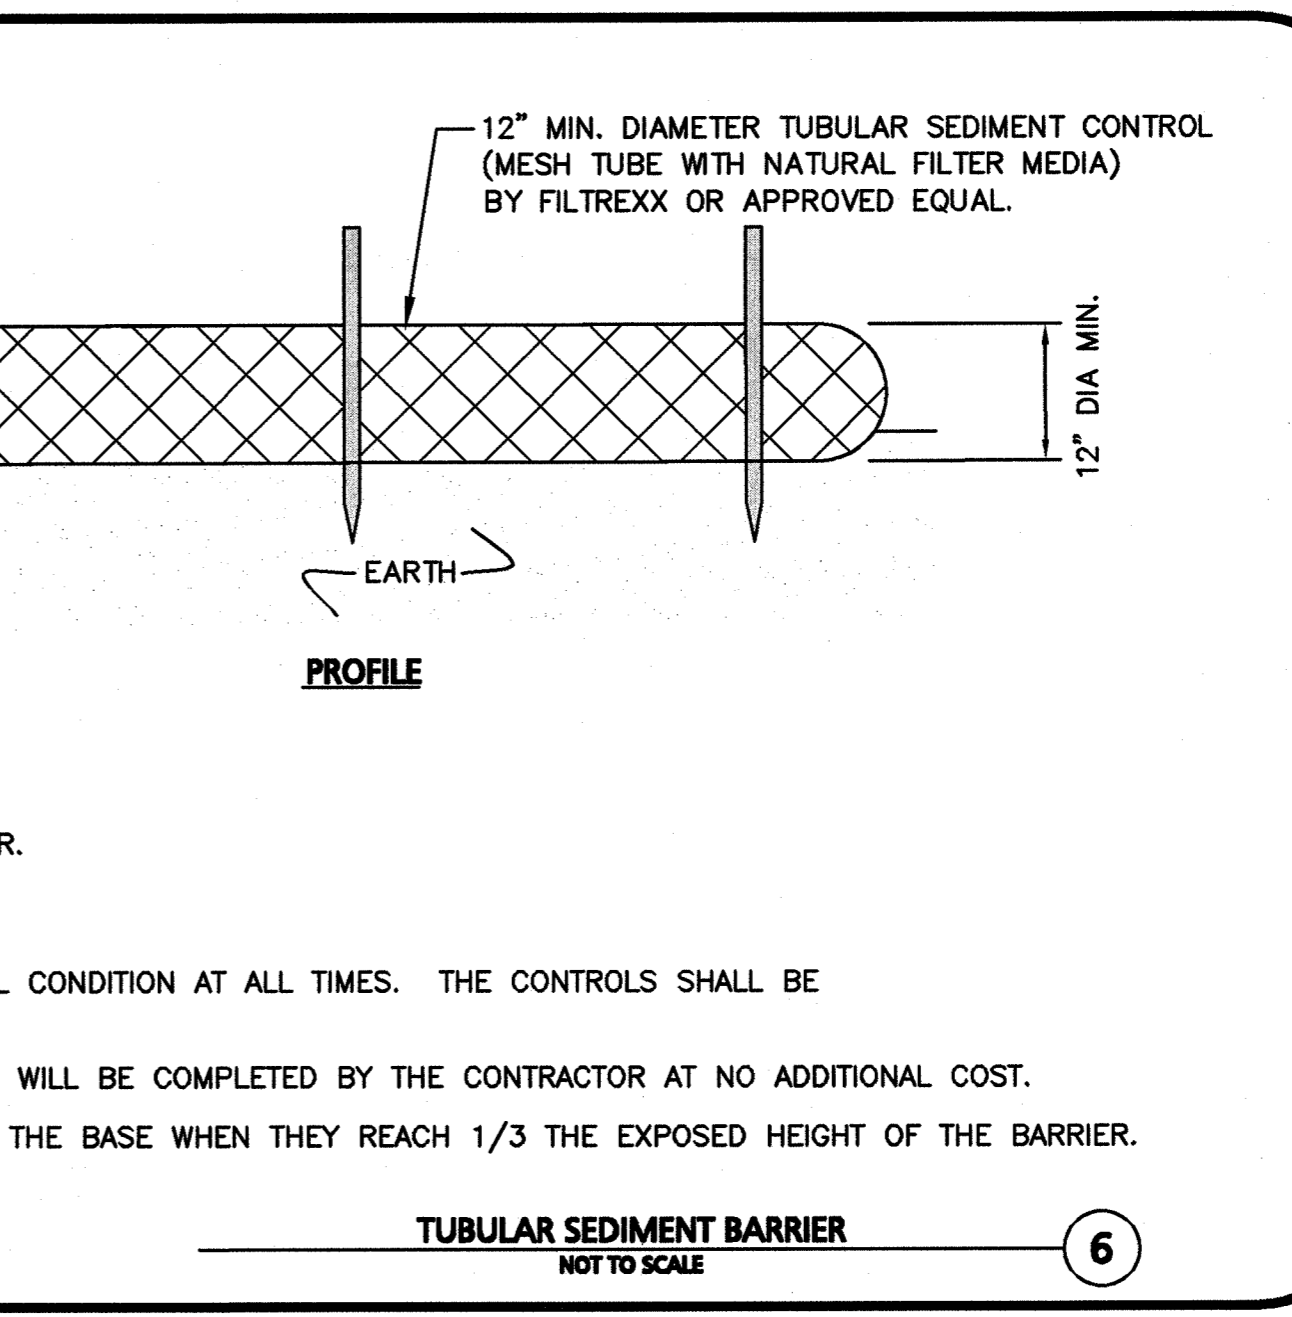 12" MIN. DIAMETER TUBULAR SEDIMENT CONTROL
(MESH TUBE WITH NATURAL FILTER MEDIA)
BY FILTREXX OR APPROVED EQUAL.
12" DIA MIN.
EARTH
PROFILE
R.
CONDITION AT ALL TIMES. THE CONTROLS SHALL BE
WILL BE COMPLETED BY THE CONTRACTOR AT NO ADDITIONAL COST.
THE BASE WHEN THEY REACH 1/3 THE EXPOSED HEIGHT OF THE BARRIER.
TUBULAR SEDIMENT BARRIER
NOT TO SCALE
6